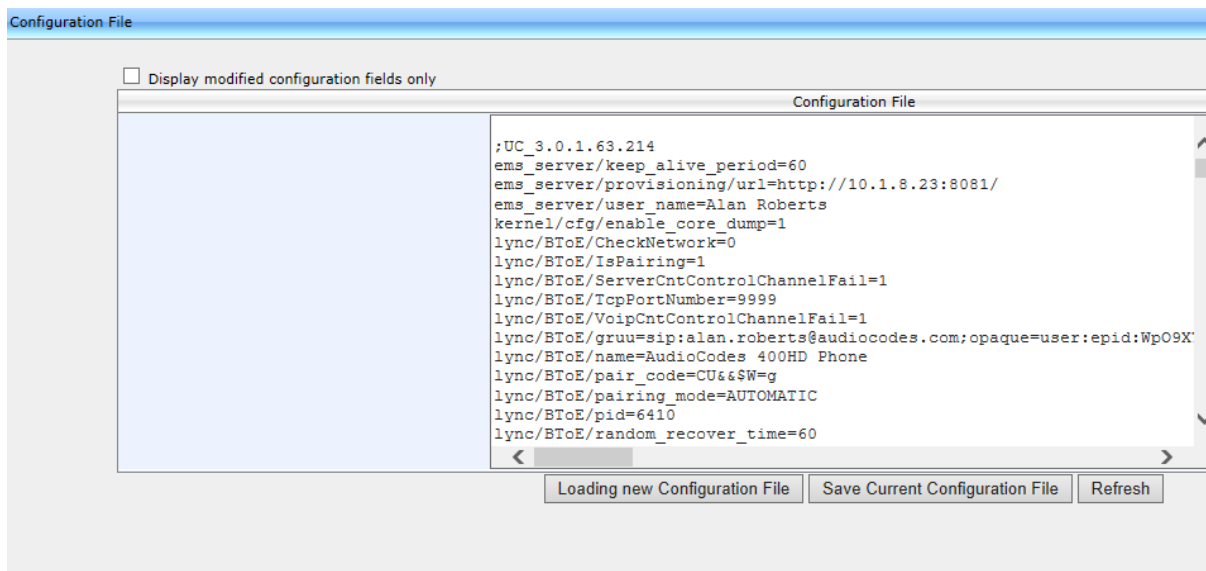 Configuration File
Display modified configuration fields only
Configuration File
;UC_3.0.1.63.214
ems_server/keep_alive_period=60
ems_server/provisioning/url=http://10.1.8.23:8081/
ems_server/user_name=Alan Roberts
kernel/cfg/enable_core_dump=1
lync/BToE/CheckNetwork=0
lync/BToE/IsPairing=1
lync/BToE/ServerCntControlChannelFail=1
lync/BToE/TcpPortNumber=9999
lync/BToE/VoipCntControlChannelFail=1
lync/BToE/gruu=sip:alan.roberts@audiocodes.com;opaque=user:epid:WpO9X
lync/BToE/name=AudioCodes 400HD Phone
lync/BToE/pair_code=CU&&$W=g
lync/BToE/pairing_mode=AUTOMATIC
lync/BToE/pid=6410
lync/BToE/random_recover_time=60
Loading new Configuration File Save Current Configuration File Refresh